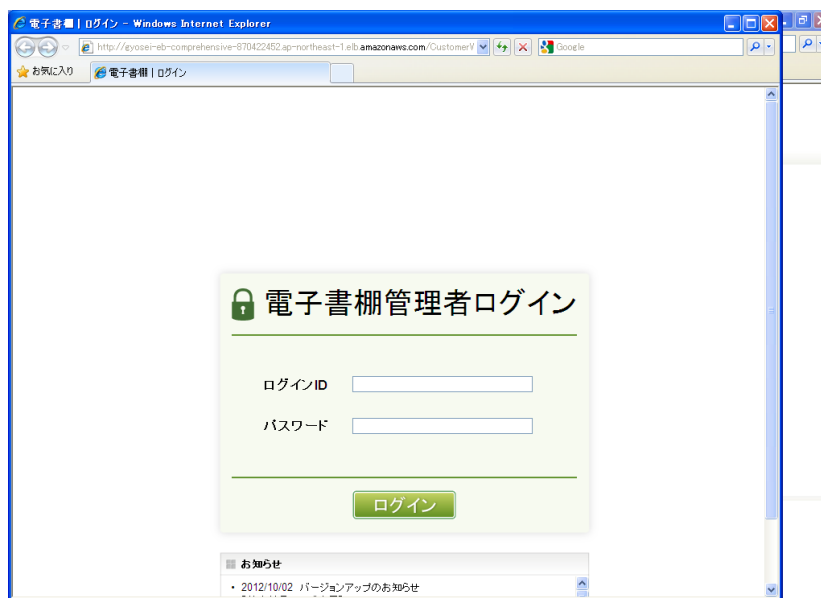 電子書棚 | ログイン - Windows Internet Explorer
http://gyosei-eb-comprehensive-870422452.ap-northeast-1.elb.amazonaws.com/CustomerV
Google
お気に入り
電子書棚 | ログイン
電子書棚管理者ログイン
ログインID
パスワード
ログイン
お知らせ
・ 2012/10/02 バージョンアップのお知らせ